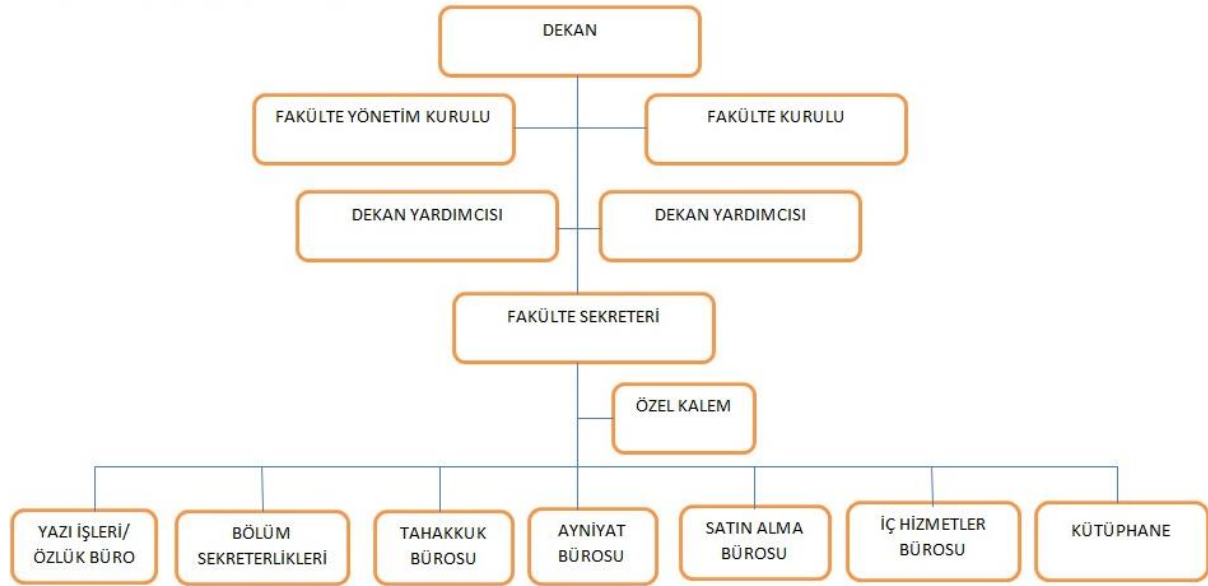 DEKAN
FAKÜLTE YÖNETİM KURULU
FAKÜLTE KURULU
DEKAN YARDIMCISI
DEKAN YARDIMCISI
FAKÜLTE SEKRETERİ
ÖZEL KALEM
YAZI İŞLERİ/
ÖZLÜK BÜRO
BÖLÜM
SEKRETERLİKLERİ
TAHAKKUK
BÜROSU
AYNİYAT
BÜROSU
SATIN ALMA
BÜROSU
İÇ HİZMETLER
BÜROSU
KÜTÜPHANE